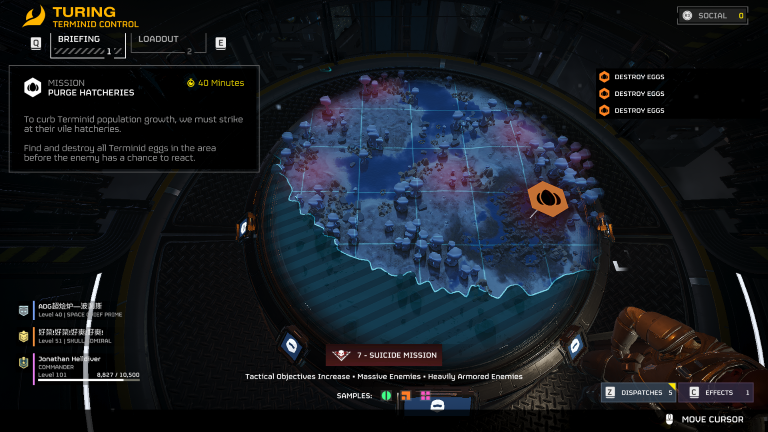 TURING
TERMINID CONTROL
SOCIAL 0
Q
BRIEFING
1
LOADOUT
2
E
MISSION
PURGE HATCHERIES
40 Minutes
To curb Terminid population growth, we must strike
at their vile hatcheries.
Find and destroy all Terminid eggs in the area
before the enemy has a chance to react.
DESTROY EGGS
DESTROY EGGS
DESTROY EGGS
Level 40 | SPACE CHIEF PRIME
Level 51 | SKULL ADMIRAL
Jonathan Helldiver
COMMANDER
Level 101 8,827 / 10,500
7 - SUICIDE MISSION
Tactical Objectives Increase • Massive Enemies • Heavily Armored Enemies
SAMPLES:
Z DISPATCHES 5
C EFFECTS 1
MOVE CURSOR